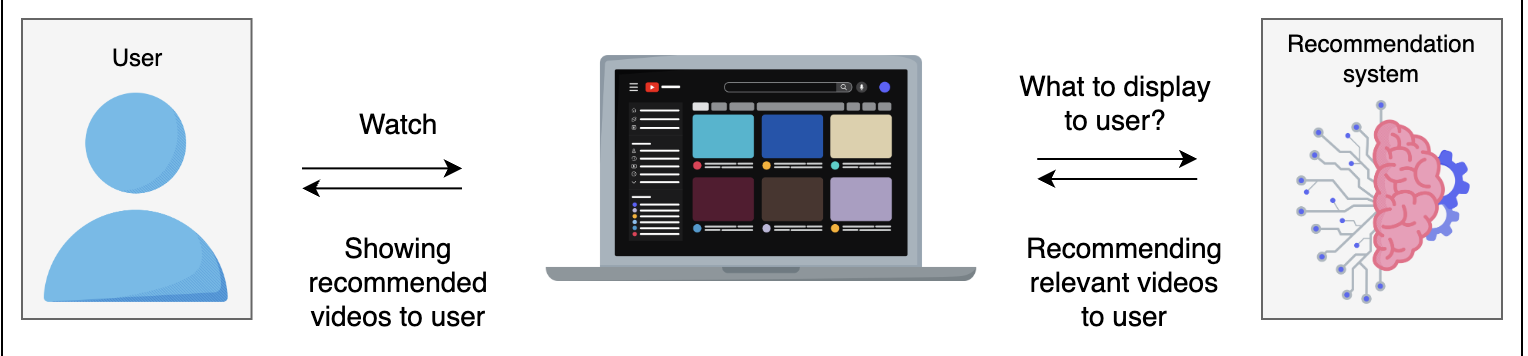 User
Watch
Showing
recommended
videos to user
What to display
to user?
Recommending
relevant videos
to user
Recommendation
system